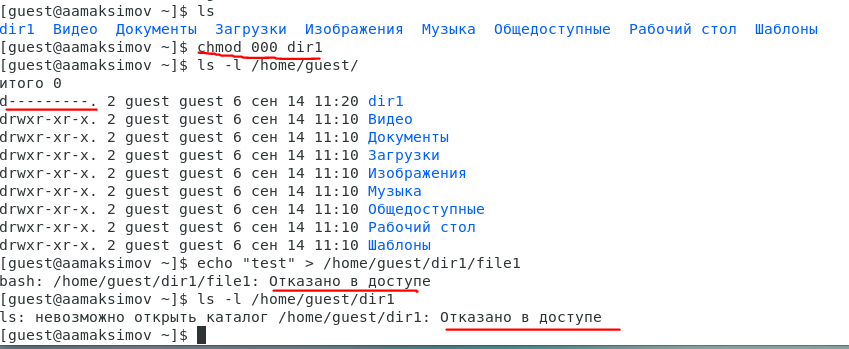 [guest@aamaksimov ~]$ ls
dir1  Видео  Документы  Загрузки  Изображения  Музыка  Общедоступные  Рабочий стол  Шаблоны
[guest@aamaksimov ~]$ chmod 000 dir1
[guest@aamaksimov ~]$ ls -l /home/guest/
итого 0
d---------. 2 guest guest 6 сен 14 11:20 dir1
drwxr-xr-x. 2 guest guest 6 сен 14 11:10 Видео
drwxr-xr-x. 2 guest guest 6 сен 14 11:10 Документы
drwxr-xr-x. 2 guest guest 6 сен 14 11:10 Загрузки
drwxr-xr-x. 2 guest guest 6 сен 14 11:10 Изображения
drwxr-xr-x. 2 guest guest 6 сен 14 11:10 Музыка
drwxr-xr-x. 2 guest guest 6 сен 14 11:10 Общедоступные
drwxr-xr-x. 2 guest guest 6 сен 14 11:10 Рабочий стол
drwxr-xr-x. 2 guest guest 6 сен 14 11:10 Шаблоны
[guest@aamaksimov ~]$ echo "test" > /home/guest/dir1/file1
bash: /home/guest/dir1/file1: Отказано в доступе
[guest@aamaksimov ~]$ ls -l /home/guest/dir1
ls: невозможно открыть каталог /home/guest/dir1: Отказано в доступе
[guest@aamaksimov ~]$